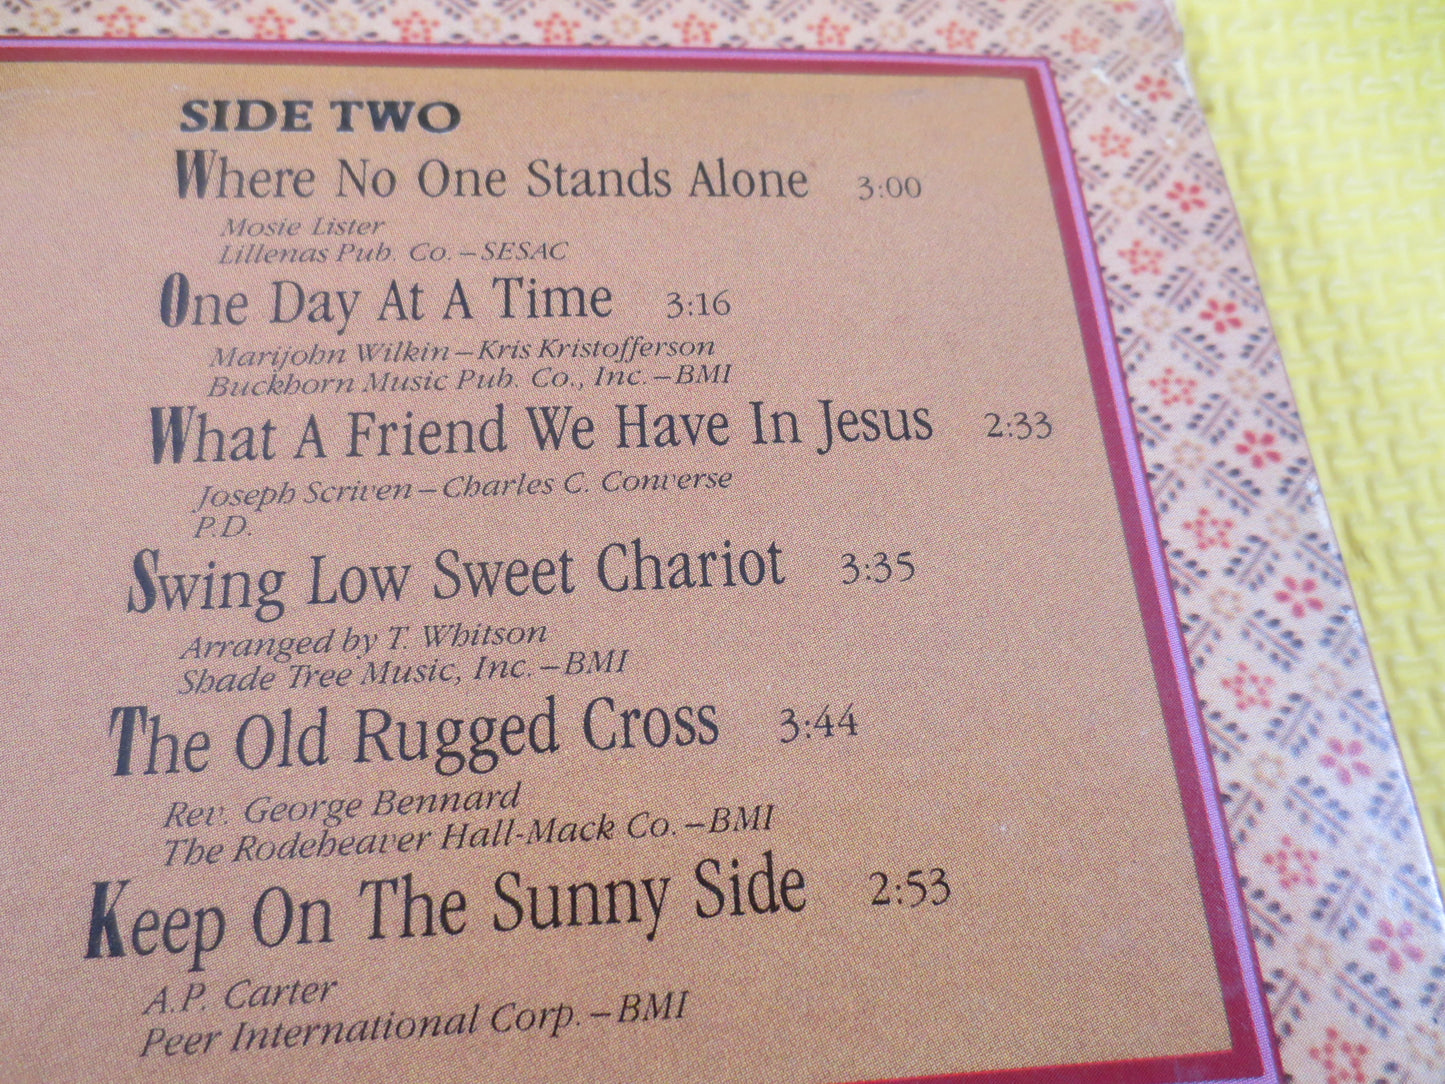 SIDE TWO
Where No One Stands Alone 3:00
Mosie Lister
Lillenas Pub. Co.–SESAC
One Day At A Time 3:16
Marijohn Wilkin–Kris Kristofferson
Buckhorn Music Pub. Co., Inc.–BMI
What A Friend We Have In Jesus 2:33
Joseph Scriven–Charles C. Converse
P.D.
Swing Low Sweet Chariot 3:35
Arranged by T. Whitson
Shade Tree Music, Inc.–BMI
The Old Rugged Cross 3:44
Rev. George Bennard
The Rodeheaver Hall-Mack Co.–BMI
Keep On The Sunny Side 2:53
A.P. Carter
Peer International Corp.–BMI